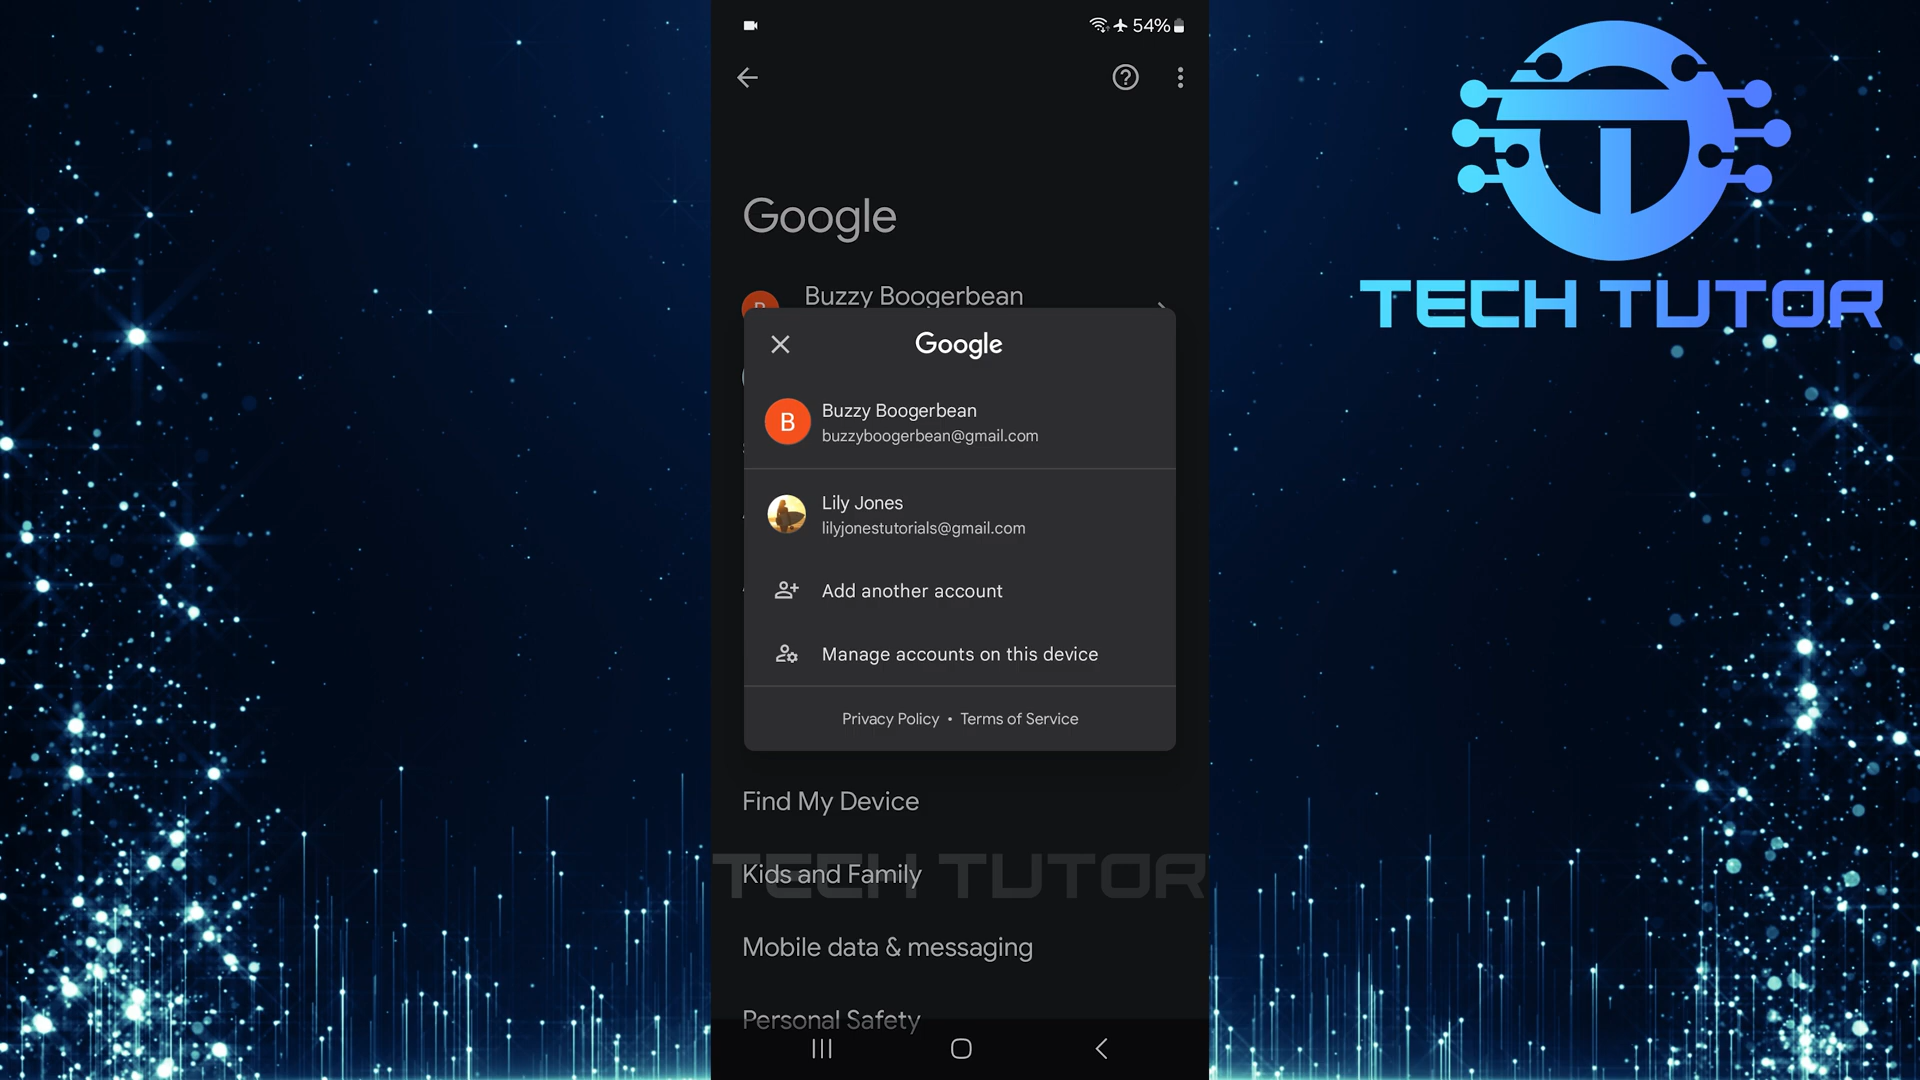 54%
TECH TUTOR
Google
Buzzy Boogerbean
Google
B
Buzzy Boogerbean
buzzyboogerbean@gmail.com
Lily Jones
lilyjonestutorials@gmail.com
Add another account
Manage accounts on this device
Privacy Policy • Terms of Service
Find My Device
TECH TUTOR
Kids and Family
Mobile data & messaging
Personal Safety